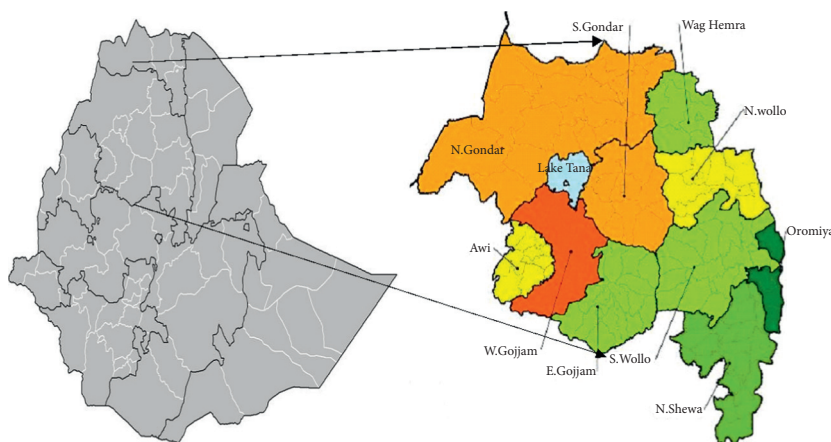 S.Gondar
Wag Hemra
N.wollo
N.Gondar
Lake Tana
Oromiya
Awi
W.Gojjam
E.Gojjam
S.Wollo
N.Shewa